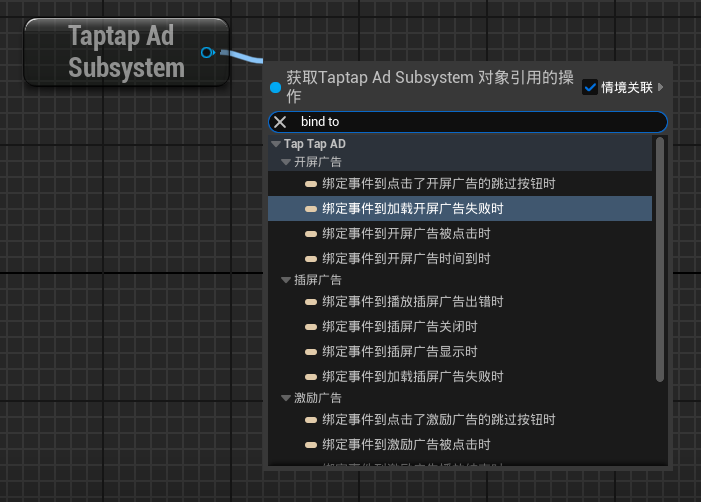 Taptap Ad
Subsystem
获取Taptap Ad Subsystem 对象引用的操
作
情境关联
bind to
Tap Tap AD
开屏广告
绑定事件到点击了开屏广告的跳过按钮时
绑定事件到加载开屏广告失败时
绑定事件到开屏广告被点击时
绑定事件到开屏广告时间到时
插屏广告
绑定事件到播放插屏广告出错时
绑定事件到插屏广告关闭时
绑定事件到插屏广告显示时
绑定事件到加载插屏广告失败时
激励广告
绑定事件到点击了激励广告的跳过按钮时
绑定事件到激励广告被点击时